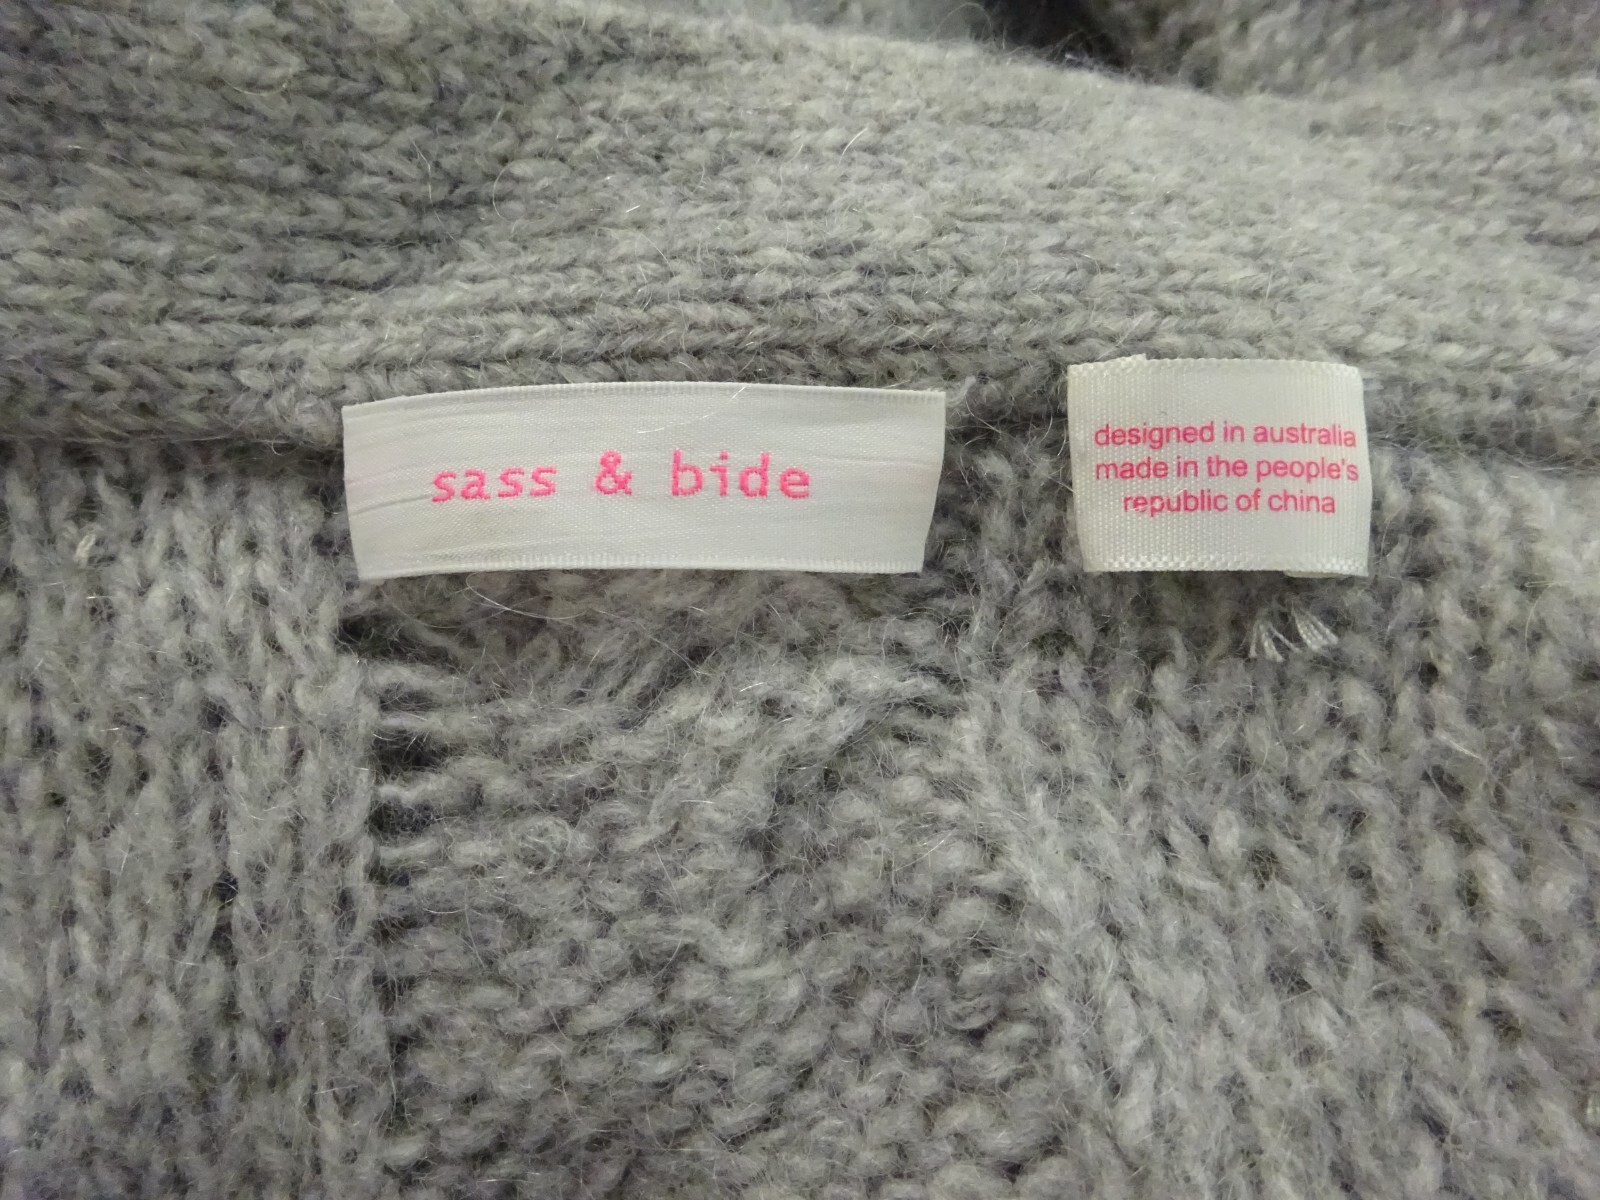 sass & bide
designed in australia
made in the people's
republic of china